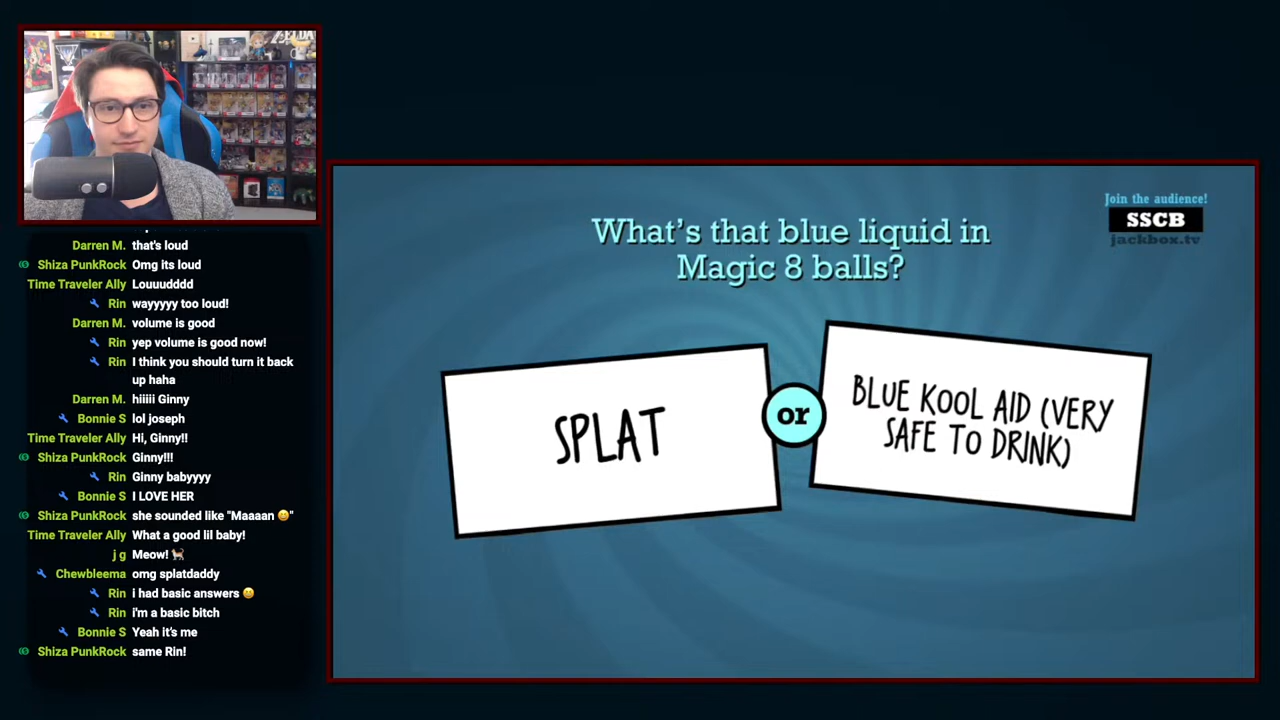 Darren M. that's loud
Shiza PunkRock Omg its loud
Time Traveler Ally Louudddd
Rin wayyyyy too loud!
Darren M. volume is good
Rin yep volume is good now!
Rin I think you should turn it back
up haha
Darren M. hiiiii Ginny
Bonnie S lol joseph
Time Traveler Ally Hi, Ginny!!
Shiza PunkRock Ginny!!!
Rin Ginny babyyyy
Bonnie S I LOVE HER
Shiza PunkRock she sounded like "Maaaan 😄"
Time Traveler Ally What a good lil baby!
j g Meow! 🐈
Chewbleema omg splatdaddy
Rin i had basic answers 😄
Rin i'm a basic bitch
Bonnie S Yeah it's me
Shiza PunkRock same Rin!
Join the audience!
SSCB
jackbox.tv
What's that blue liquid in
Magic 8 balls?
SPLAT
or
BLUE KOOL AID (VERY
SAFE TO DRINK)